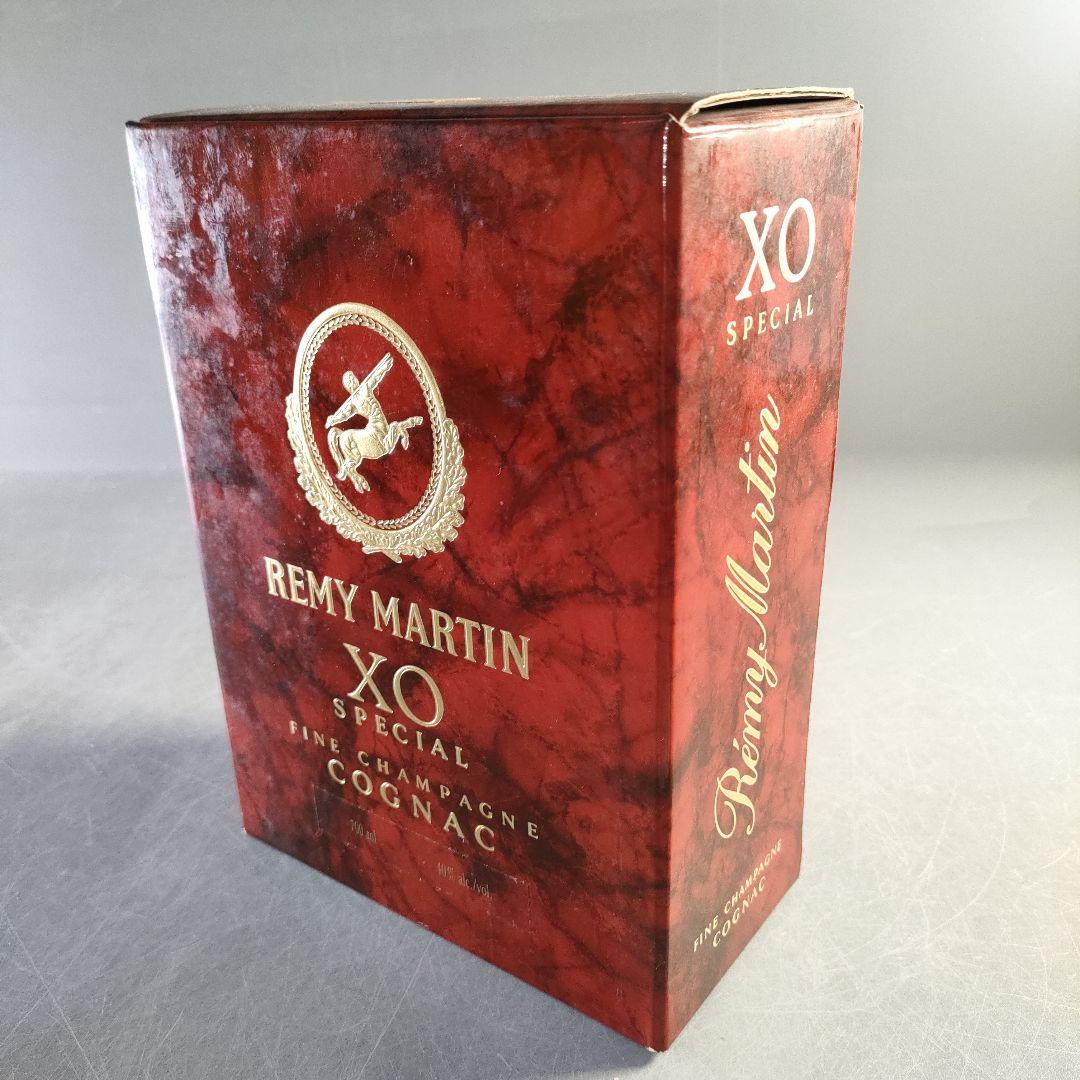 REMY MARTIN
XO
SPECIAL
FINE CHAMPAGNE
COGNAC
700 ml
40% alc./vol
XO
SPECIAL
Rémy Martin
FINE CHAMPAGNE
COGNAC